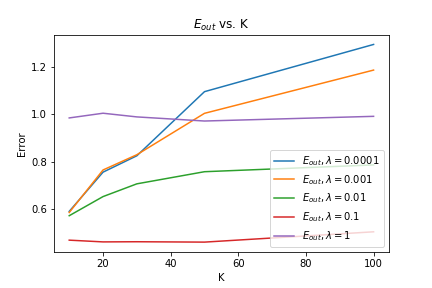 E_out vs. K
1.2
1.0
0.8
0.6
Error
20
40
60
80
100
K
E_out, λ = 0.0001
E_out, λ = 0.001
E_out, λ = 0.01
E_out, λ = 0.1
E_out, λ = 1